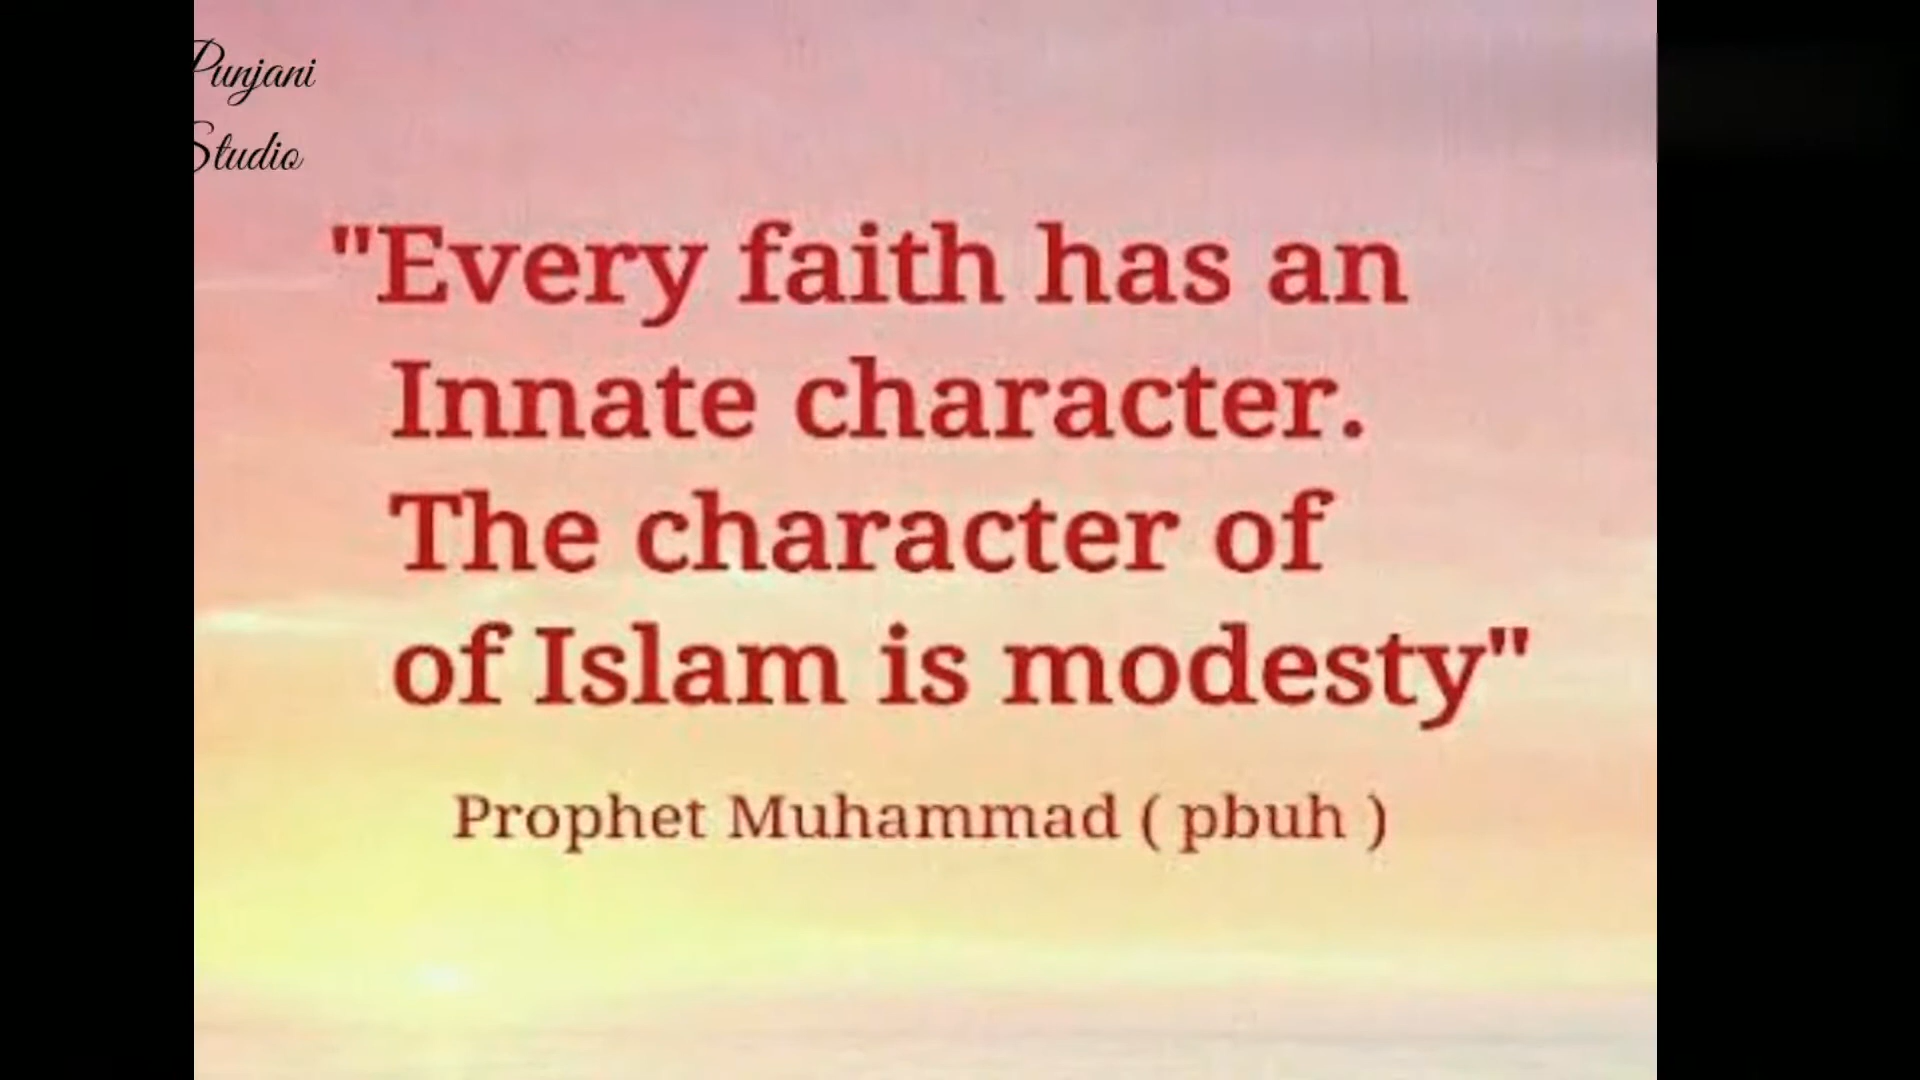 Punjani
Studio
"Every faith has an
Innate character.
The character of
of Islam is modesty"
Prophet Muhammad ( pbuh )